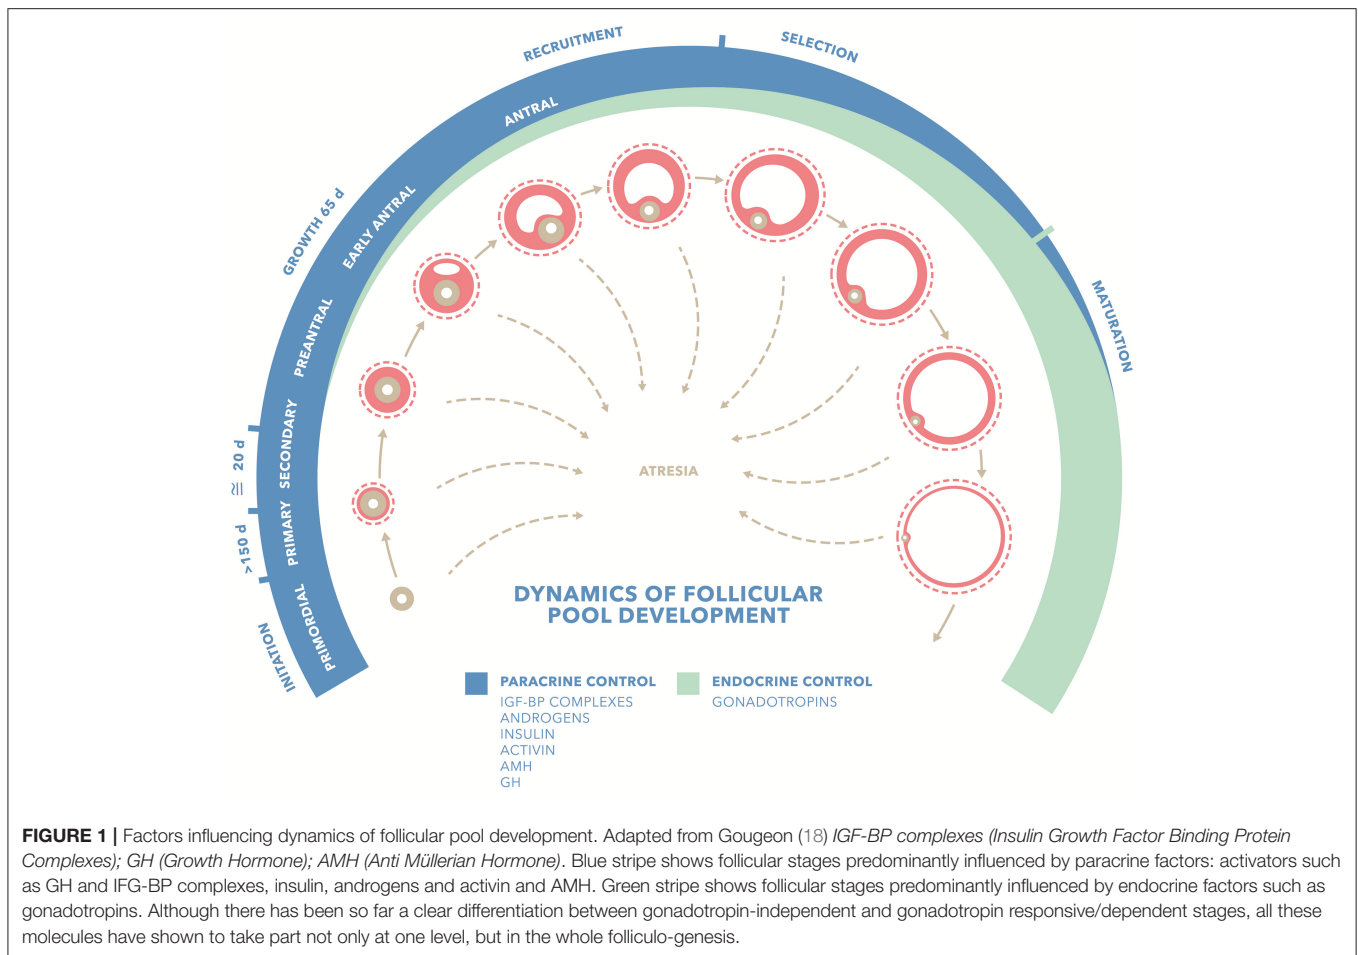 RECRUITMENT
SELECTION
ANTRAL
GROWTH 65 d
EARLY ANTRAL
MATURATION
PREANTRAL
SECONDARY
≅ 20 d
ATRESIA
PRIMARY
>150 d
PRIMORDIAL
INITATION
DYNAMICS OF FOLLICULAR
POOL DEVELOPMENT
PARACRINE CONTROL
IGF-BP COMPLEXES
ANDROGENS
INSULIN
ACTIVIN
AMH
GH
ENDOCRINE CONTROL
GONADOTROPINS
FIGURE 1 | Factors influencing dynamics of follicular pool development. Adapted from Gougeon (18) IGF-BP complexes (Insulin Growth Factor Binding Protein
Complexes); GH (Growth Hormone); AMH (Anti Müllerian Hormone). Blue stripe shows follicular stages predominantly influenced by paracrine factors: activators such
as GH and IFG-BP complexes, insulin, androgens and activin and AMH. Green stripe shows follicular stages predominantly influenced by endocrine factors such as
gonadotropins. Although there has been so far a clear differentiation between gonadotropin-independent and gonadotropin responsive/dependent stages, all these
molecules have shown to take part not only at one level, but in the whole folliculo-genesis.